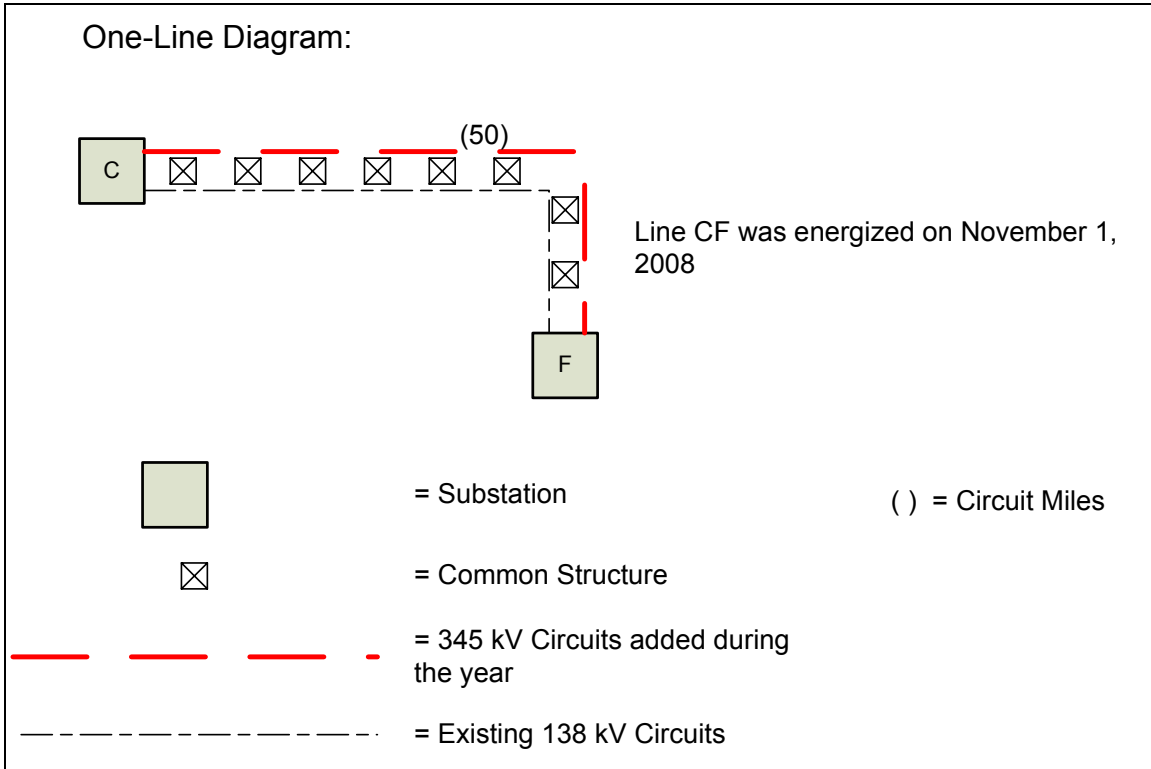 One-Line Diagram:
(50)
C
Line CF was energized on November 1,
2008
F
= Substation
( ) = Circuit Miles
= Common Structure
= 345 kV Circuits added during
the year
= Existing 138 kV Circuits